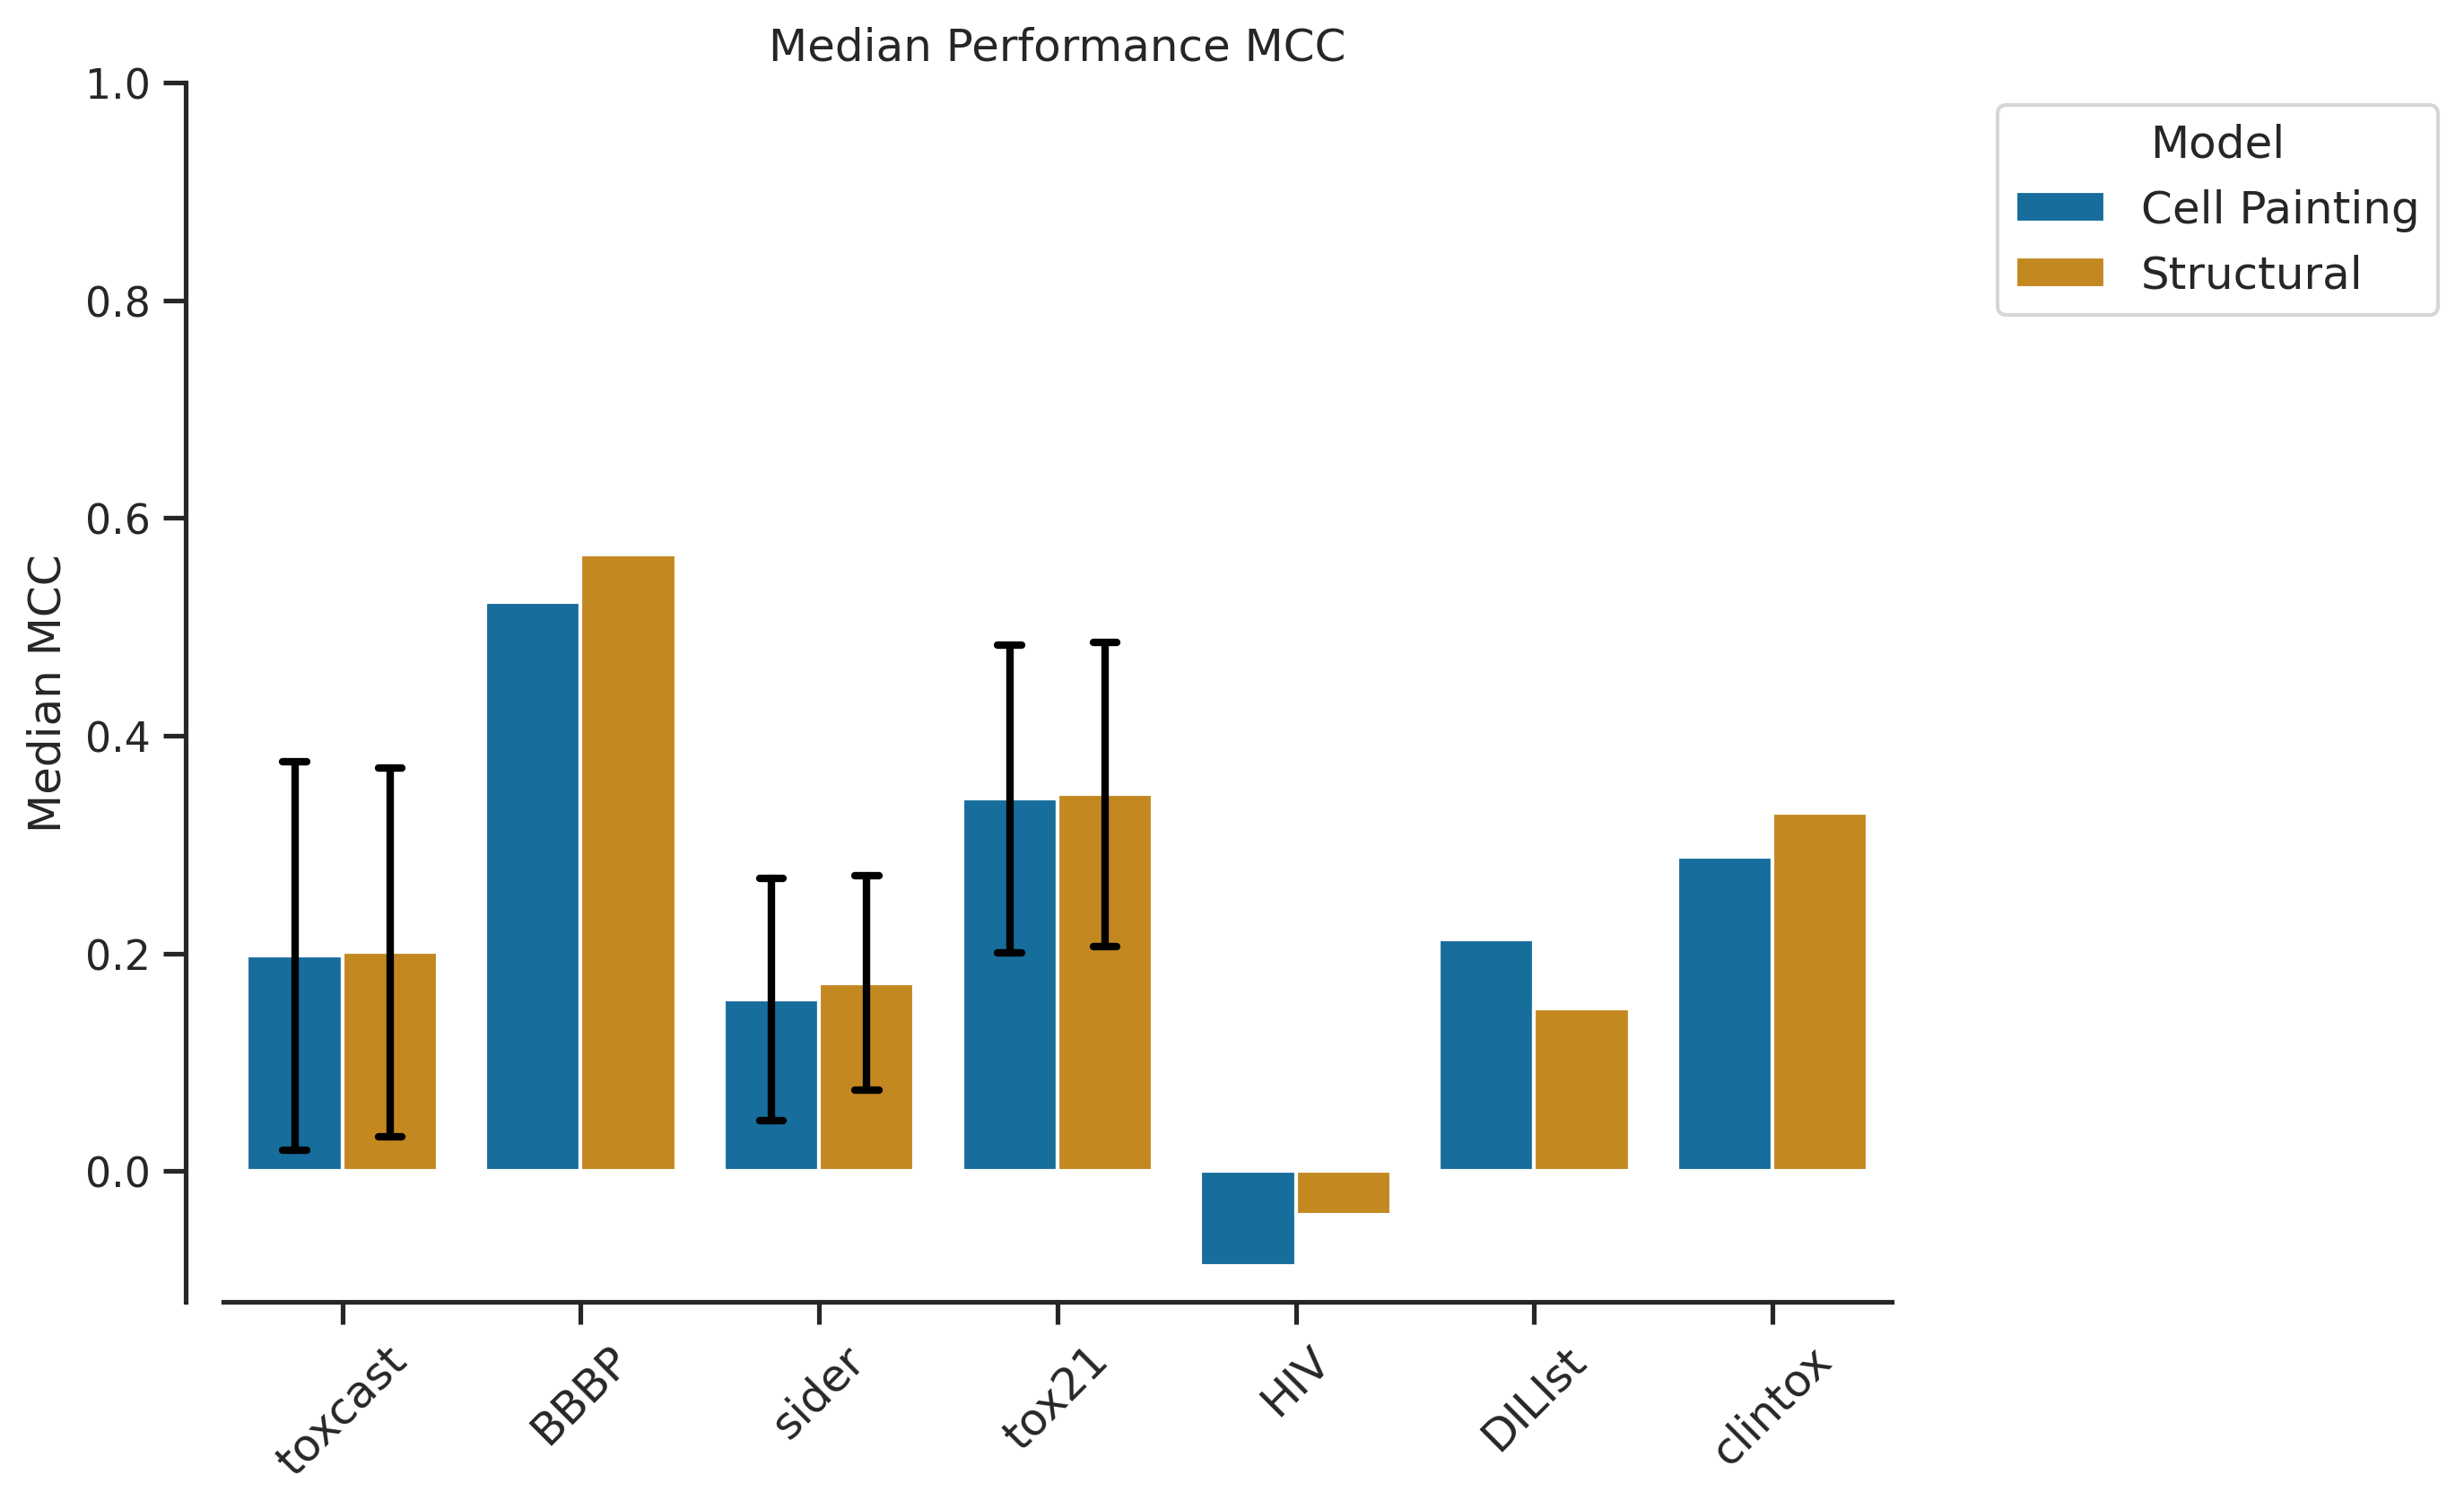 Median Performance MCC
1.0
0.8
0.6
0.4
0.2
0.0
Median MCC
toxcast
BBBP
sider
tox21
HIV
DILIst
clintox
Model
Cell Painting
Structural